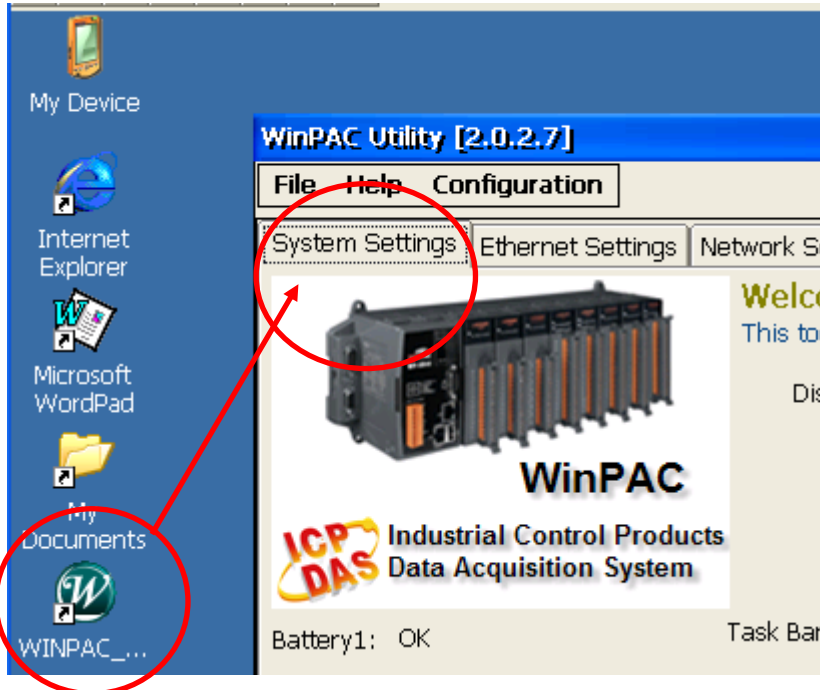 My Device
Internet
Explorer
Microsoft
WordPad
My
Documents
WINPAC_...
WinPAC Utility [2.0.2.7]
File Help Configuration
System Settings Ethernet Settings Network S
Welco
This to
Dis
WinPAC
ICP DAS
Industrial Control Products
Data Acquisition System
Battery1: OK
Task Bar